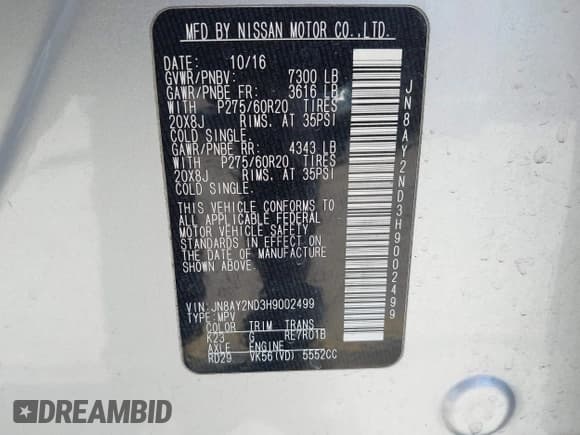 MFD BY NISSAN MOTOR CO.,LTD.
DATE: 10/16
GVWR/PNBV: 7300 LB
GAWR/PNBE FR: 3616 LB
WITH P275/60R20 TIRES
20X8J RIMS. AT 35PSI
COLD SINGLE.
GAWR/PNBE RR: 4343 LB
WITH P275/60R20 TIRES
20X8J RIMS. AT 35PSI
COLD SINGLE.
THIS VEHICLE CONFORMS TO
ALL APPLICABLE FEDERAL
MOTOR VEHICLE SAFETY
STANDARDS IN EFFECT ON
THE DATE OF MANUFACTURE
SHOWN ABOVE.
VIN:JN8AY2ND3H9002499
TYPE:MPV
COLOR TRIM TRANS
K23 G RE7R01B
AXLE ENGINE
RD29 VK56(VD) 5552CC
JN8AY2ND3H9002499
DREAMBID